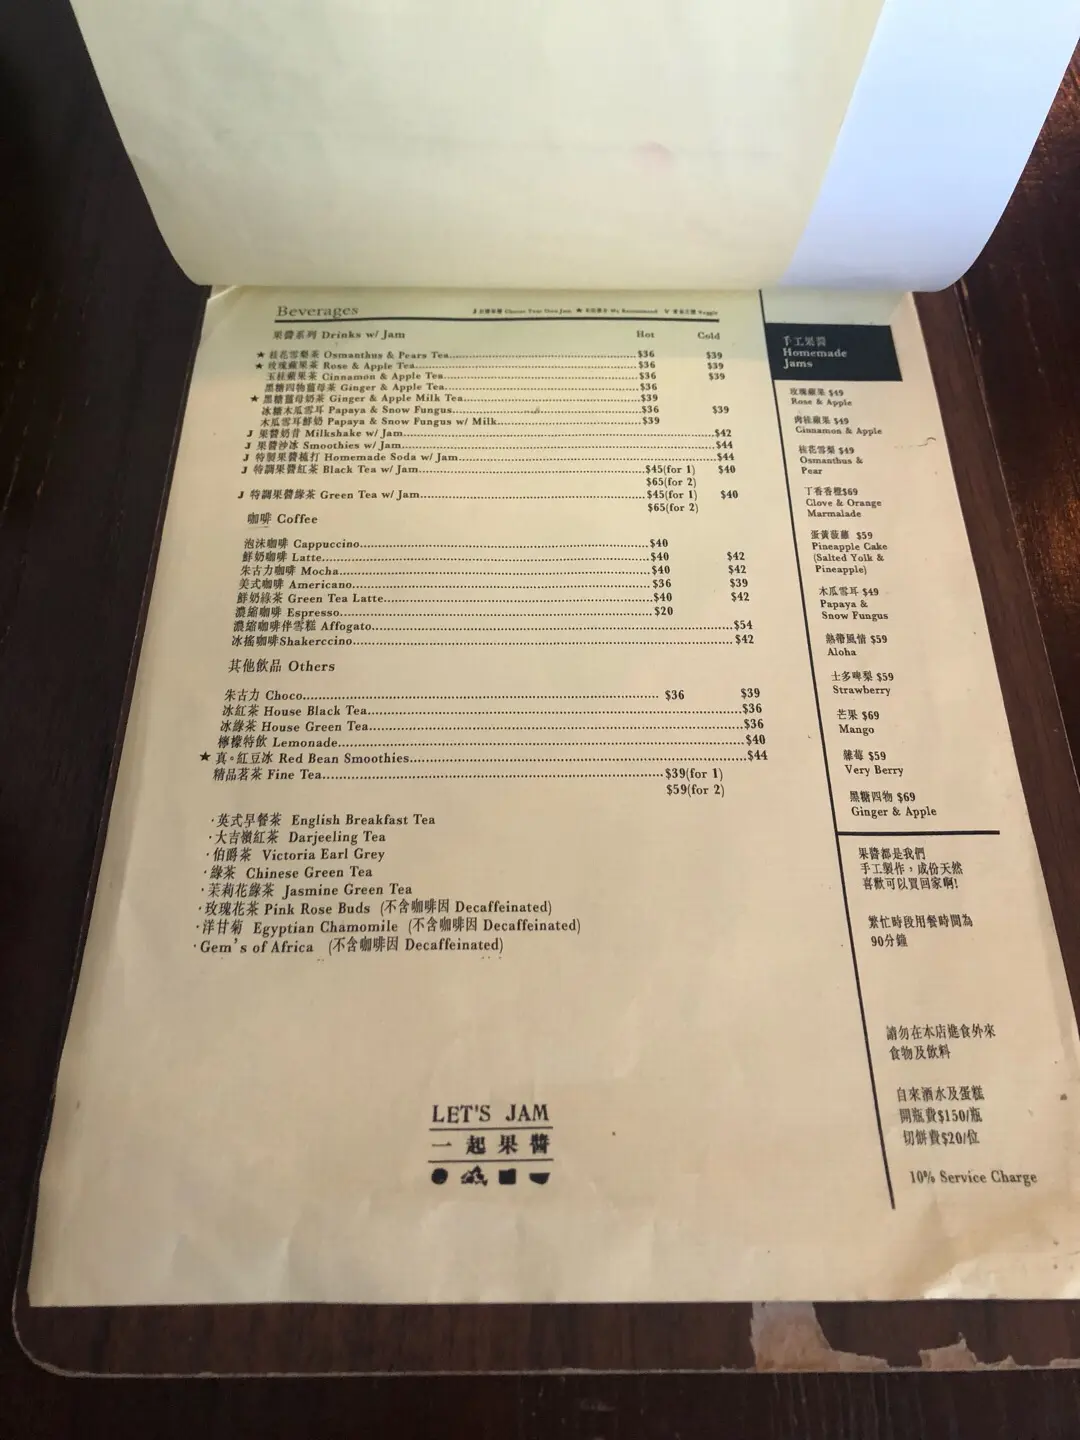 Beverages
J 自選果醬 Choose Your Own Jam ★ We Recommend V Veggie
果醬系列 Drinks w/ Jam Hot Cold
★ 桂花雪梨茶 Osmanthus & Pears Tea $36 $39
★ 玫瑰蘋果茶 Rose & Apple Tea $36 $39
玉桂蘋果茶 Cinnamon & Apple Tea $36 $39
黑糖四物薑母茶 Ginger & Apple Tea $36
★ 黑糖薑母奶茶 Ginger & Apple Milk Tea $39
冰糖木瓜雪耳 Papaya & Snow Fungus $36 $39
木瓜雪耳鮮奶 Papaya & Snow Fungus w/ Milk $39
J 果醬奶昔 Milkshake w/ Jam $42
J 果醬沙冰 Smoothies w/ Jam $44
J 特製果醬梳打 Homemade Soda w/ Jam $44
J 特調果醬紅茶 Black Tea w/ Jam $45(for 1) $40
$65(for 2)
J 特調果醬綠茶 Green Tea w/ Jam $45(for 1) $40
$65(for 2)
咖啡 Coffee
泡沫咖啡 Cappuccino $40
鮮奶咖啡 Latte $40 $42
朱古力咖啡 Mocha $40 $42
美式咖啡 Americano $36 $39
鮮奶綠茶 Green Tea Latte $40 $42
濃縮咖啡 Espresso $20
濃縮咖啡伴雪糕 Affogato $54
冰搖咖啡Shakerccino $42
其他飲品 Others
朱古力 Choco $36 $39
冰紅茶 House Black Tea $36
冰綠茶 House Green Tea $36
檸檬特飲 Lemonade $40
★ 真。紅豆冰 Red Bean Smoothies $44
精品茗茶 Fine Tea $39(for 1)
$59(for 2)
·英式早餐茶 English Breakfast Tea
·大吉嶺紅茶 Darjeeling Tea
·伯爵茶 Victoria Earl Grey
·綠茶 Chinese Green Tea
·茉莉花綠茶 Jasmine Green Tea
·玫瑰花茶 Pink Rose Buds (不含咖啡因 Decaffeinated)
·洋甘菊 Egyptian Chamomile (不含咖啡因 Decaffeinated)
·Gem's of Africa (不含咖啡因 Decaffeinated)
LET'S JAM
一起果醬
手工果醬
Homemade
Jams
玫瑰蘋果 $49
Rose & Apple
肉桂蘋果 $49
Cinnamon & Apple
桂花雪梨 $49
Osmanthus &
Pear
丁香香橙$69
Clove & Orange
Marmalade
蛋黃菠蘿 $59
Pineapple Cake
(Salted Yolk &
Pineapple)
木瓜雪耳 $49
Papaya &
Snow Fungus
熱帶風情 $59
Aloha
士多啤梨 $59
Strawberry
芒果 $69
Mango
雜莓 $59
Very Berry
黑糖四物 $69
Ginger & Apple
果醬都是我們
手工製作，成份天然
喜歡可以買回家啊!
繁忙時段用餐時間為
90分鐘
請勿在本店進食外來
食物及飲料
自來酒水及蛋糕
開瓶費$150/瓶
切餅費$20/位
10% Service Charge